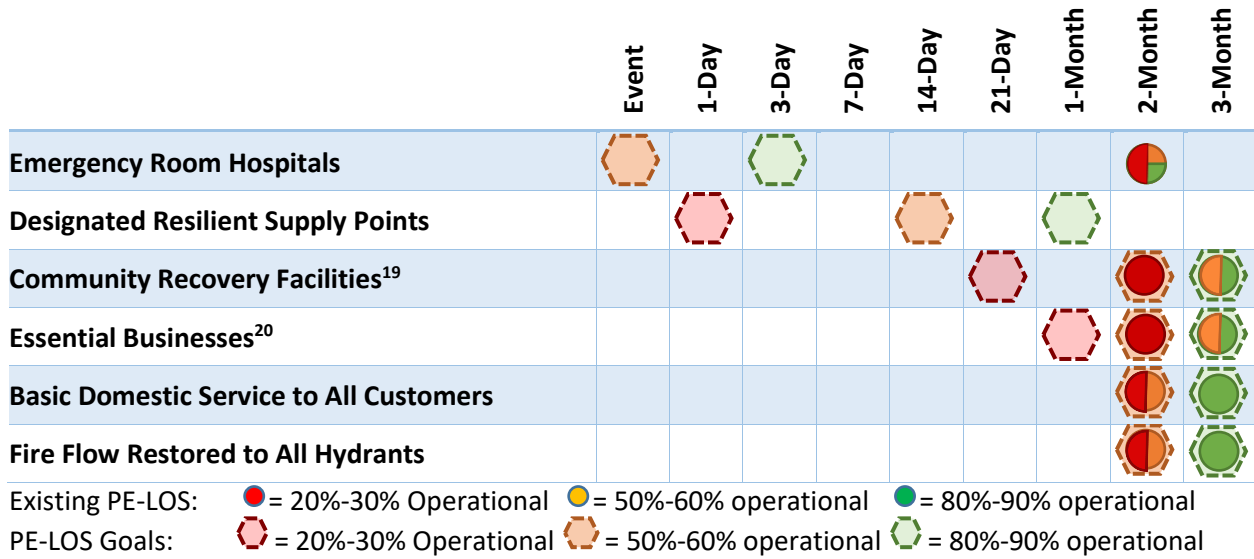 Event 1-Day 3-Day 7-Day 14-Day 21-Day 1-Month 2-Month 3-Month
Emergency Room Hospitals
Designated Resilient Supply Points
Community Recovery Facilities¹⁹
Essential Businesses²⁰
Basic Domestic Service to All Customers
Fire Flow Restored to All Hydrants
Existing PE-LOS: = 20%-30% Operational = 50%-60% operational = 80%-90% operational
PE-LOS Goals: = 20%-30% Operational = 50%-60% operational = 80%-90% operational